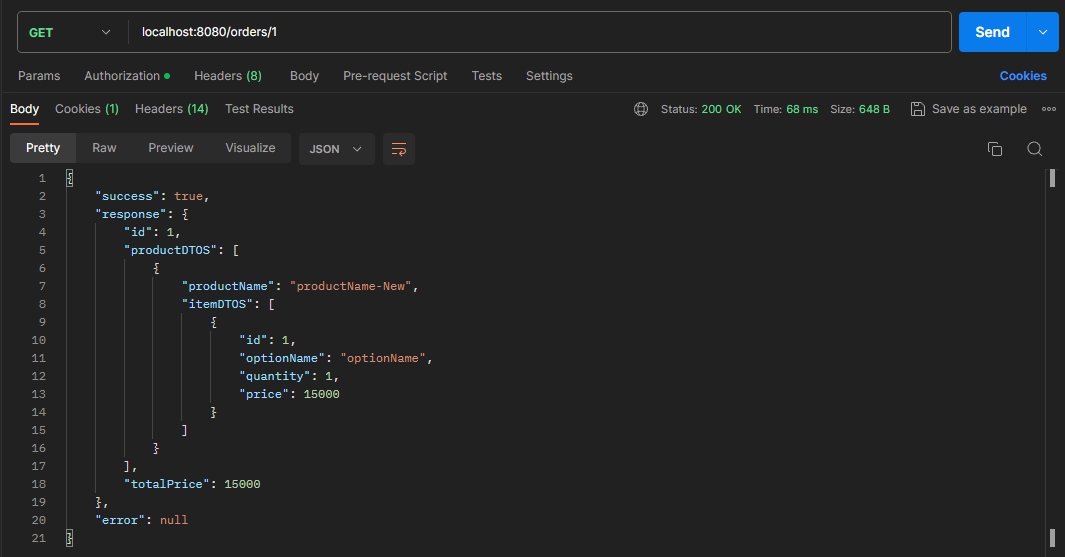 GET localhost:8080/orders/1 Send
Params Authorization Headers (8) Body Pre-request Script Tests Settings Cookies
Body Cookies (1) Headers (14) Test Results Status: 200 OK Time: 68 ms Size: 648 B Save as example
Pretty Raw Preview Visualize JSON
1 {
2 "success": true,
3 "response": {
4 "id": 1,
5 "productDTOS": [
6 {
7 "productName": "productName-New",
8 "itemDTOS": [
9 {
10 "id": 1,
11 "optionName": "optionName",
12 "quantity": 1,
13 "price": 15000
14 }
15 ]
16 }
17 ],
18 "totalPrice": 15000
19 },
20 "error": null
21 }